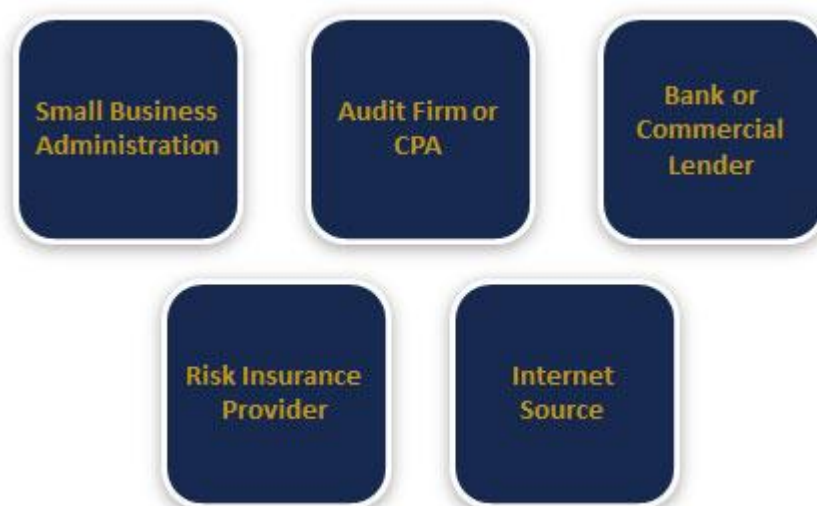 Small Business
Administration
Audit Firm or
CPA
Bank or
Commercial
Lender
Risk Insurance
Provider
Internet
Source